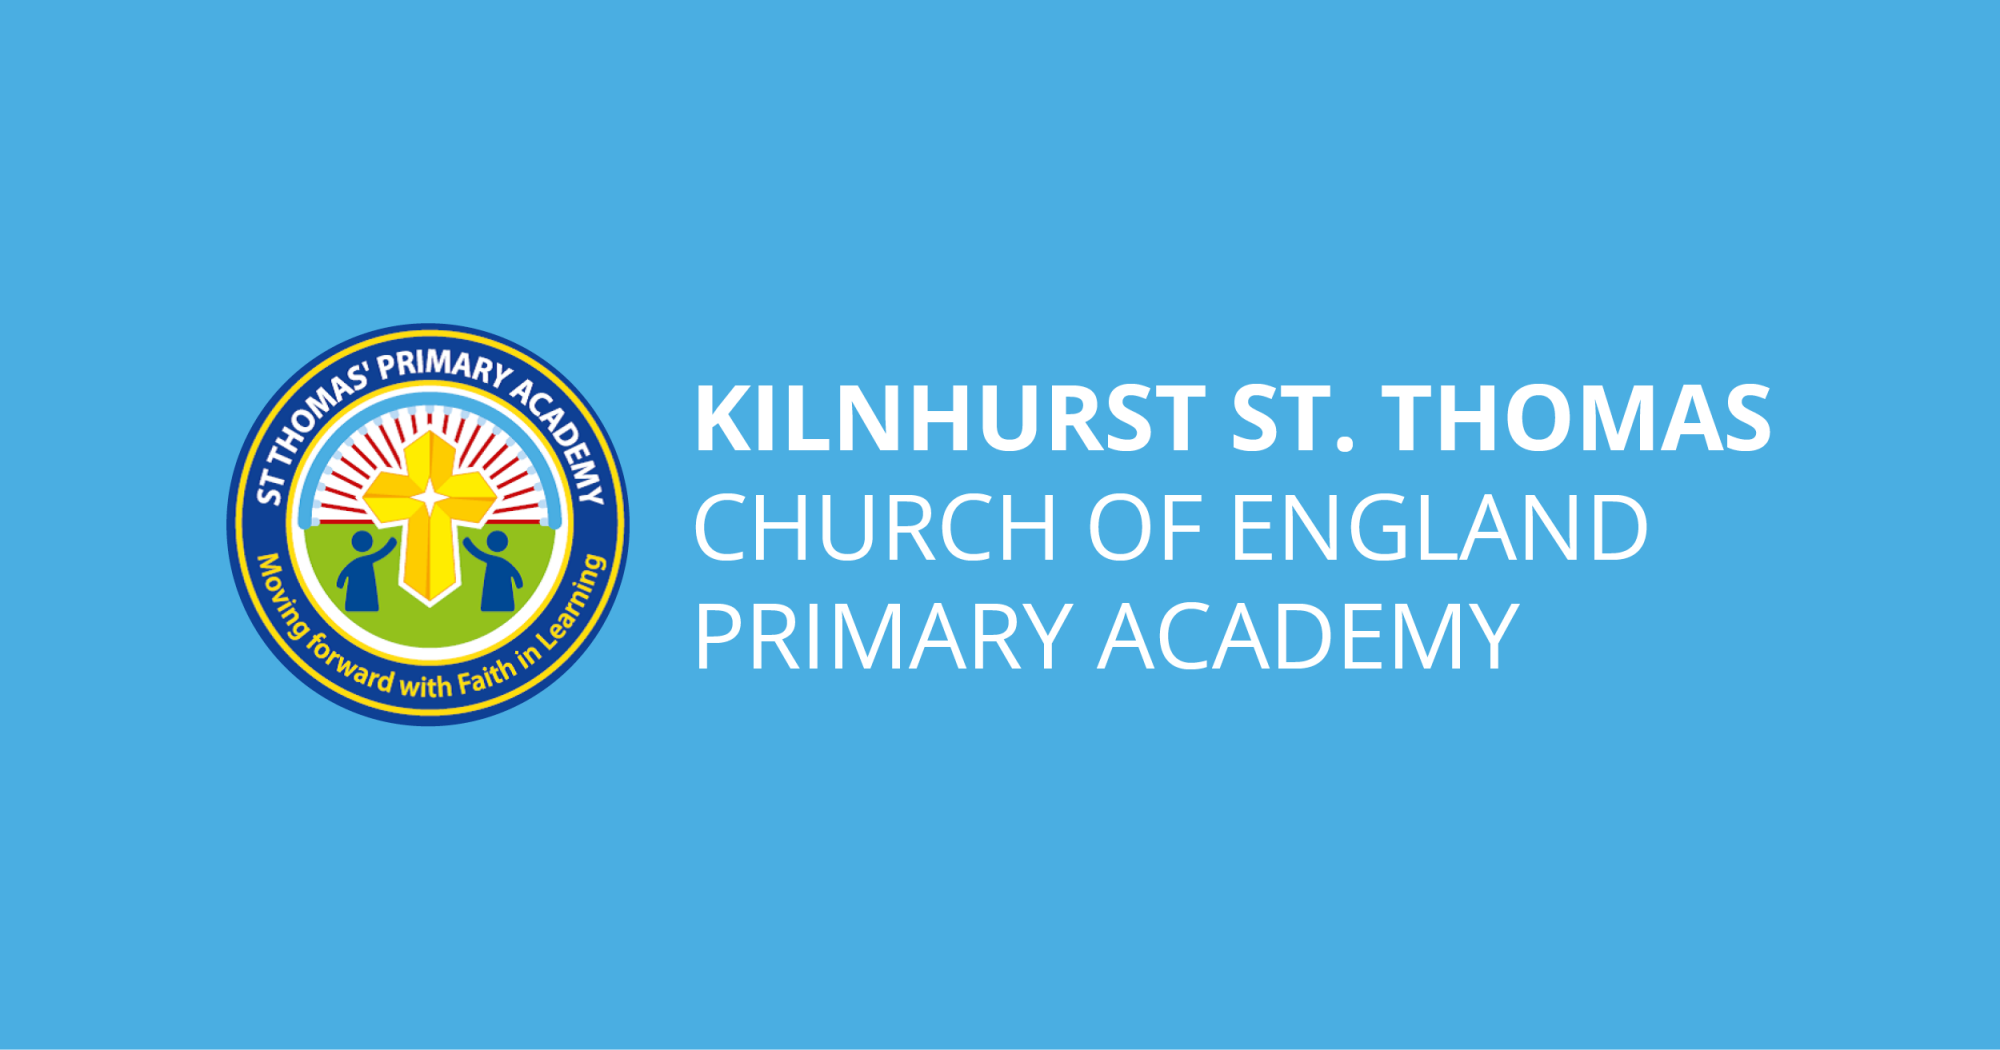 ST THOMAS' PRIMARY ACADEMY
Moving forward with Faith in Learning
KILNHURST ST. THOMAS
CHURCH OF ENGLAND
PRIMARY ACADEMY